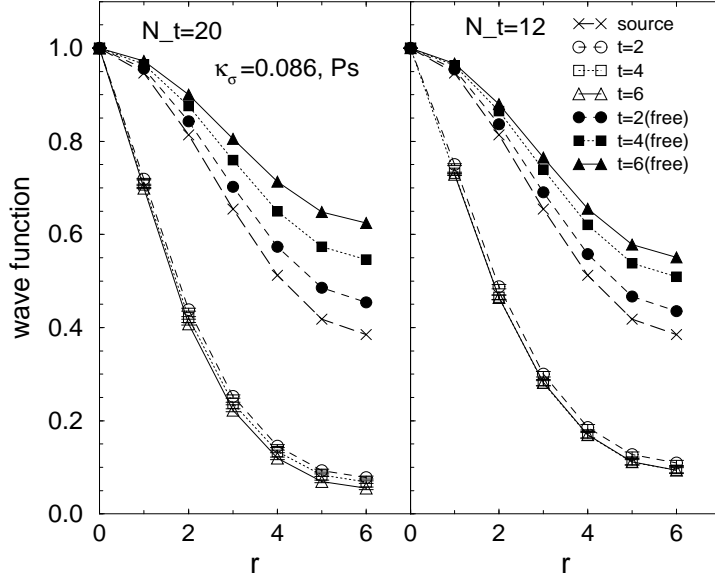 N_t=20
κσ=0.086, Ps
N_t=12
source
t=2
t=4
t=6
t=2(free)
t=4(free)
t=6(free)
wave function
1.0
0.8
0.6
0.4
0.2
0.0
0 2 4 6
0 2 4 6
r
r